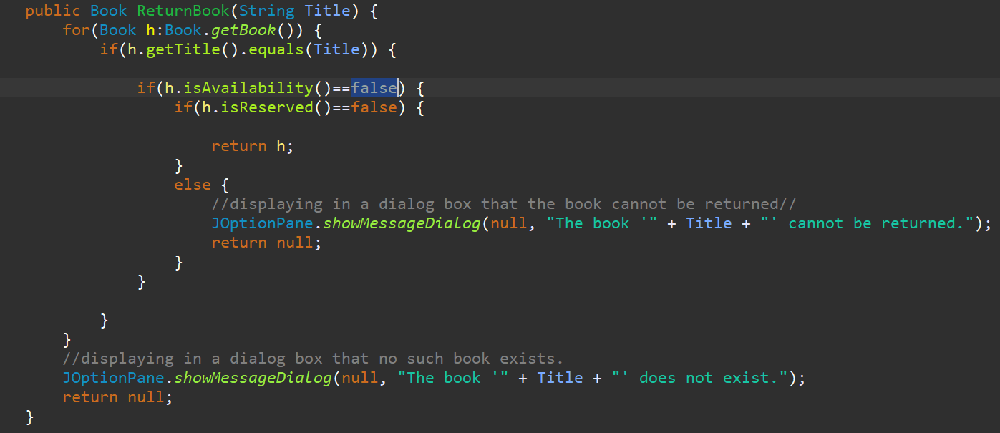 public Book ReturnBook(String Title) {
for(Book h:Book.getBook()) {
if(h.getTitle().equals(Title)) {
if(h.isAvailability()==false) {
if(h.isReserved()==false) {
return h;
}
else {
//displaying in a dialog box that the book cannot be returned//
JOptionPane.showMessageDialog(null, "The book '" + Title + "' cannot be returned.");
return null;
}
}
}
}
//displaying in a dialog box that no such book exists.
JOptionPane.showMessageDialog(null, "The book '" + Title + "' does not exist.");
return null;
}